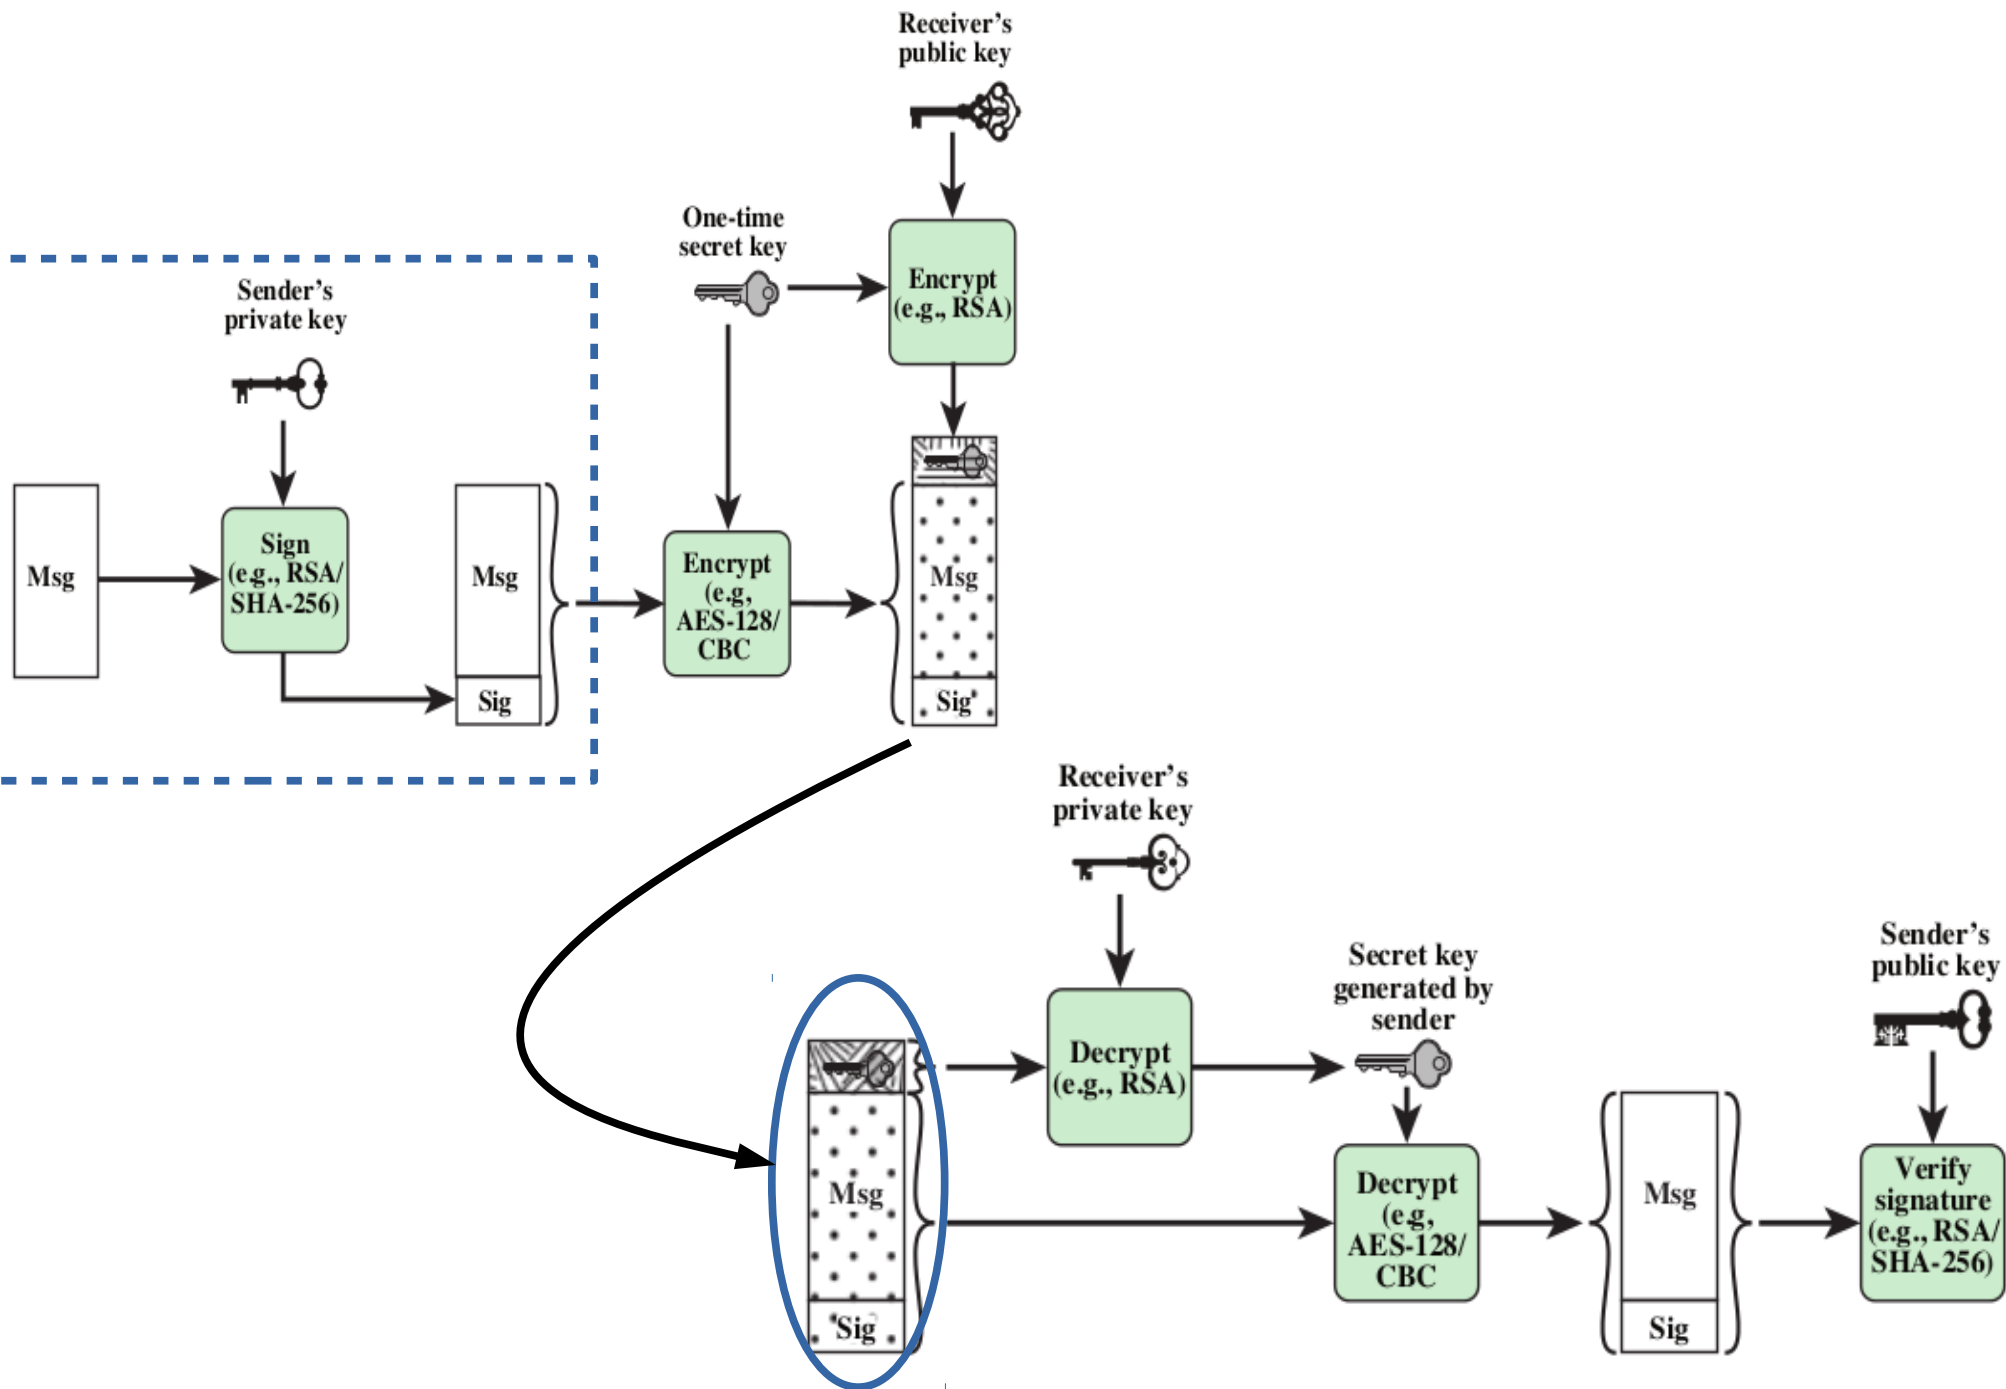 Receiver's
public key
One-time
secret key
Encrypt
(e.g., RSA)
Sender's
private key
Msg
Sign
(e.g., RSA/
SHA-256)
Msg
Sig
Encrypt
(e.g,
AES-128/
CBC
Msg
Sig
Receiver's
private key
Decrypt
(e.g., RSA)
Secret key
generated by
sender
Sender's
public key
Msg
Sig
Decrypt
(e.g,
AES-128/
CBC
Msg
Sig
Verify
signature
(e.g., RSA/
SHA-256)